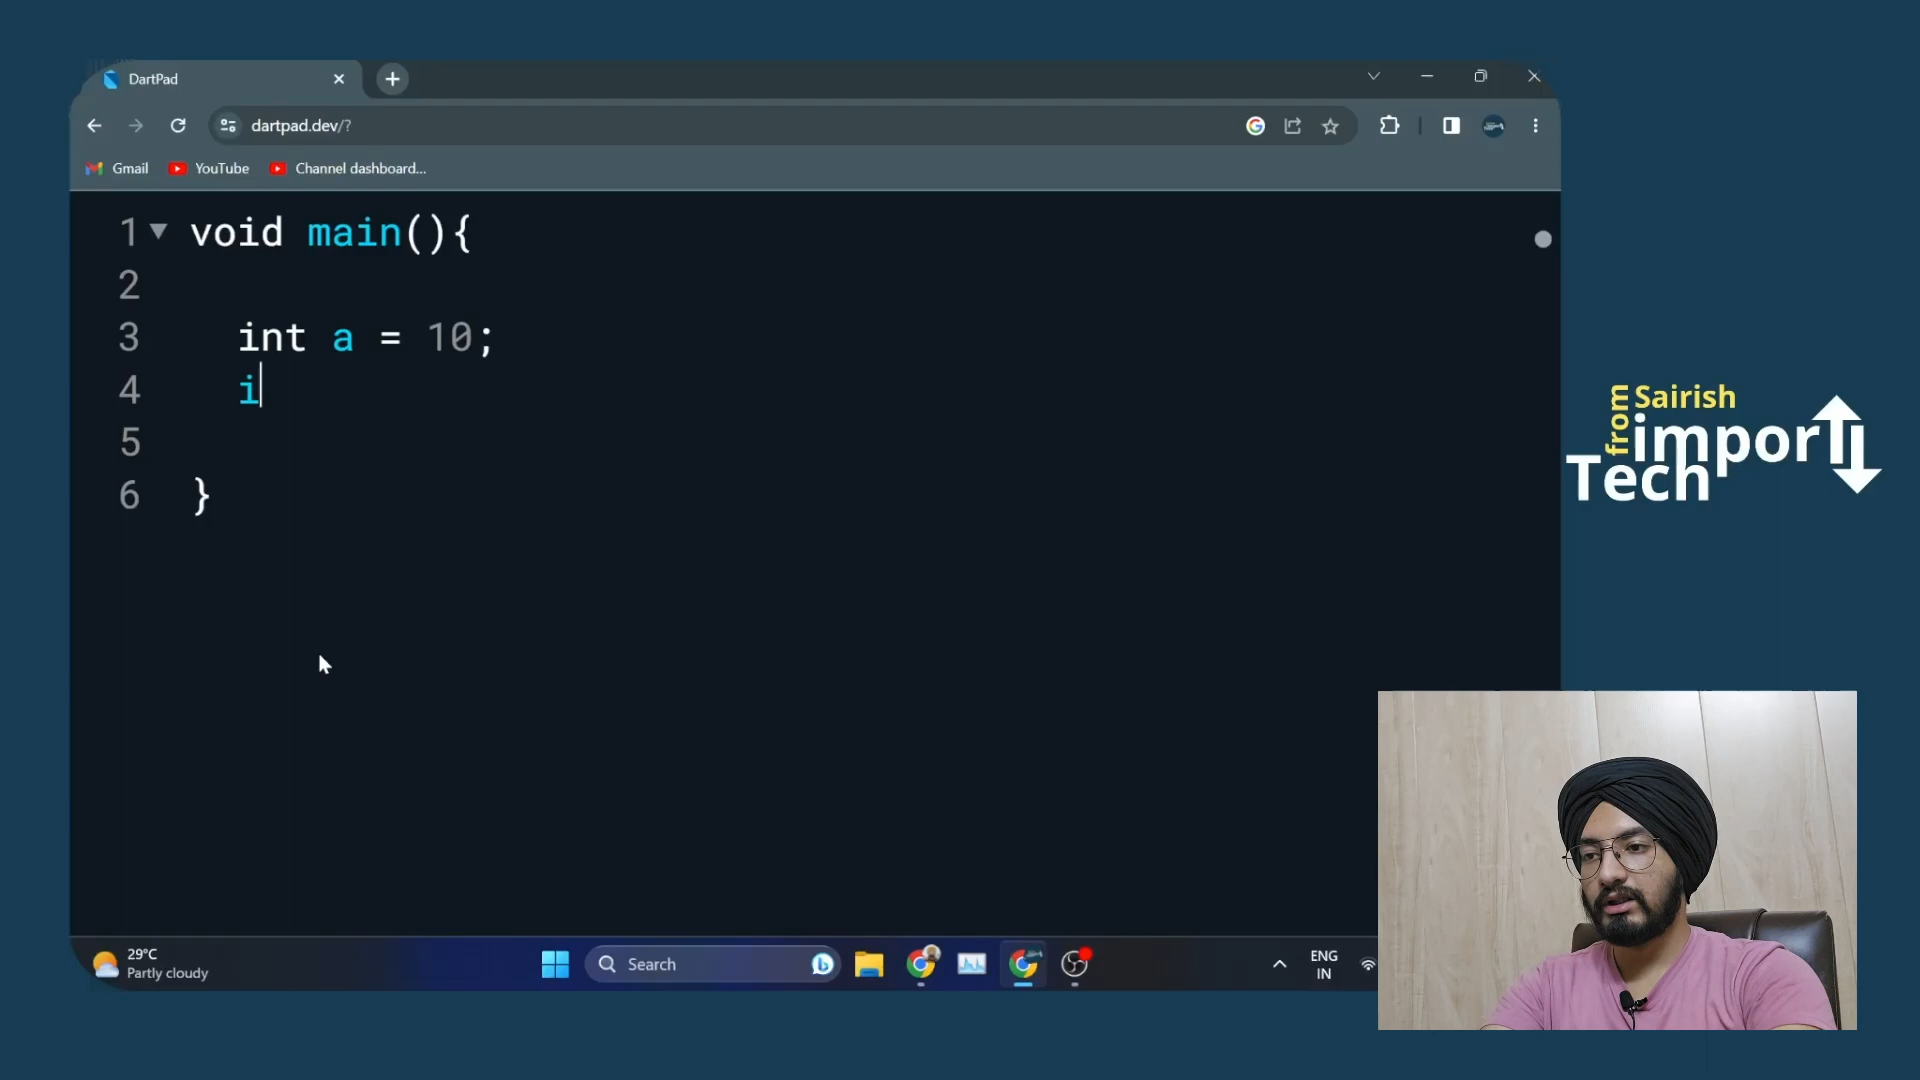 DartPad
dartpad.dev/?
Gmail YouTube Channel dashboard...
1 void main(){
2
3 int a = 10;
4 i
5
6 }
from Sairish
import
Tech
29°C
Partly cloudy
Search
ENG
IN